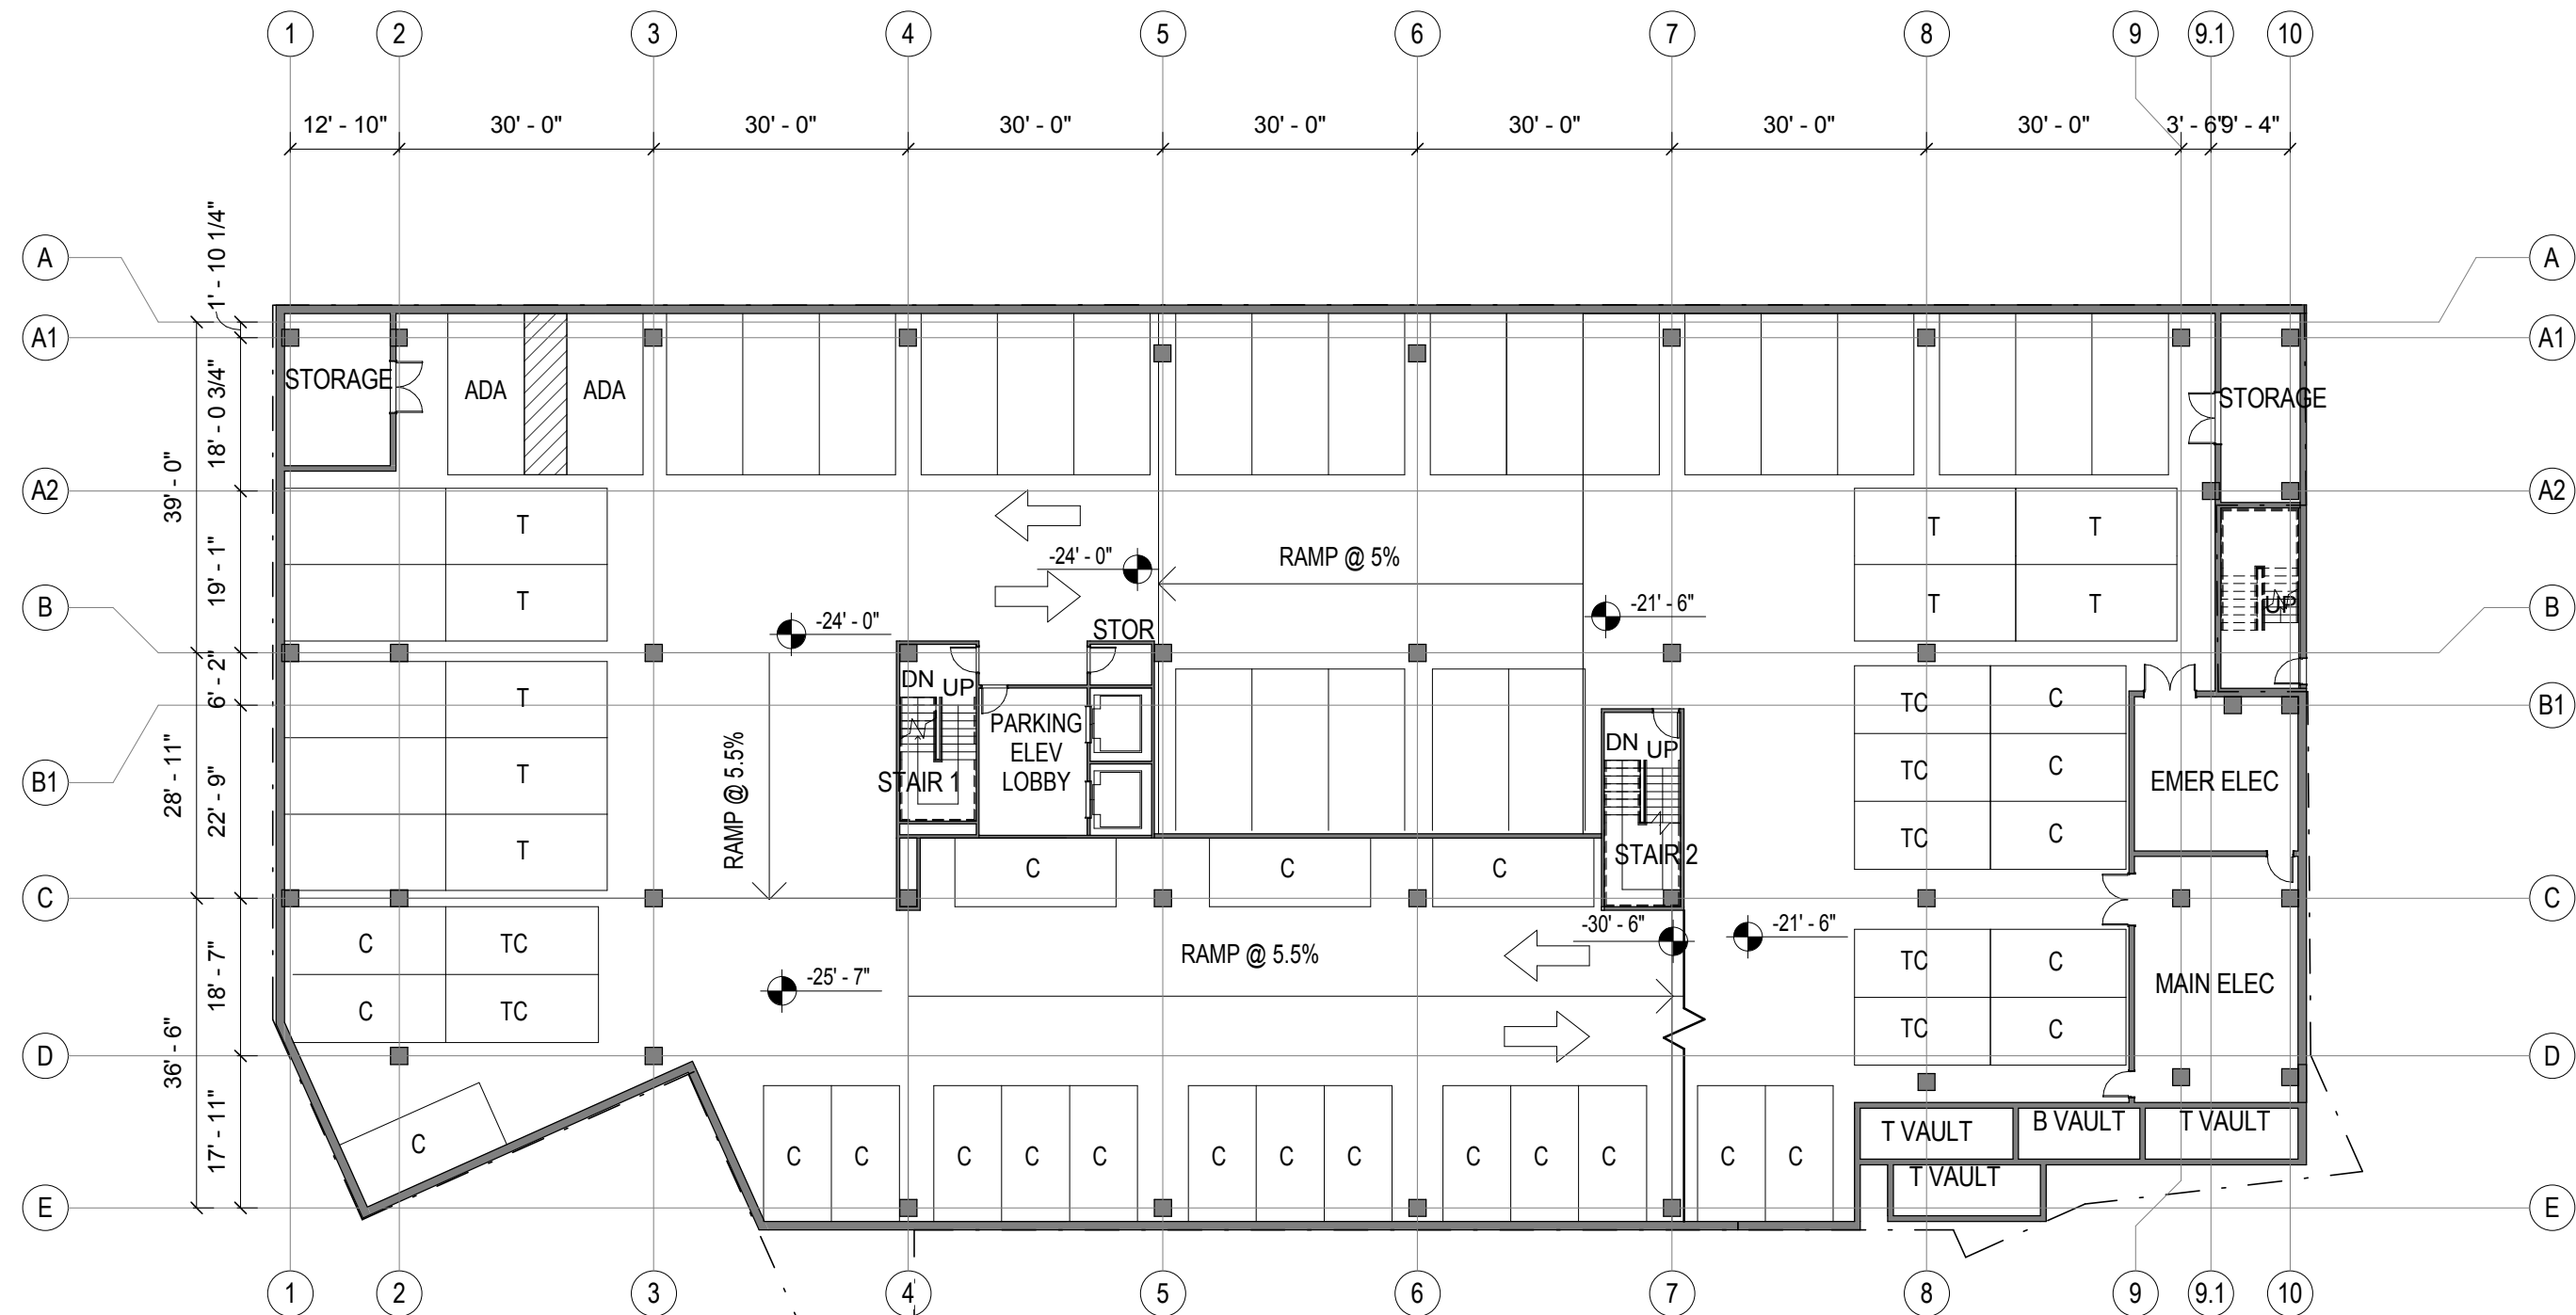 1 2 3 4 5 6 7 8 9 9.1 10
12' - 10" 30' - 0" 30' - 0" 30' - 0" 30' - 0" 30' - 0" 30' - 0" 30' - 0" 3' - 6" 9' - 4"
1' - 10 1/4"
A A
A1 A1
18' - 0 3/4"
STORAGE ADA ADA STORAGE
39' - 0"
A2 A2
T T T
-24' - 0" RAMP @ 5%
19' - 1"
T T T UP
B -24' - 0" STOR -21' - 6" B
6' - 2"
DN UP
T TC C
B1
PARKING
ELEV
LOBBY
DN UP
RAMP @ 5.5%
28' - 11"
22' - 9"
B1
T STAIR 1 TC C EMER ELEC
T TC C
C STAIR 2
C C C
C
C TC -30' - 6" -21' - 6"
RAMP @ 5.5% TC C
18' - 7"
-25' - 7" MAIN ELEC
C TC TC C
36' - 6"
D D
T VAULT B VAULT T VAULT
17' - 11"
C C C C C C C C C C C C C C
T VAULT
E E
1 2 3 4 5 6 7 8 9 9.1 10